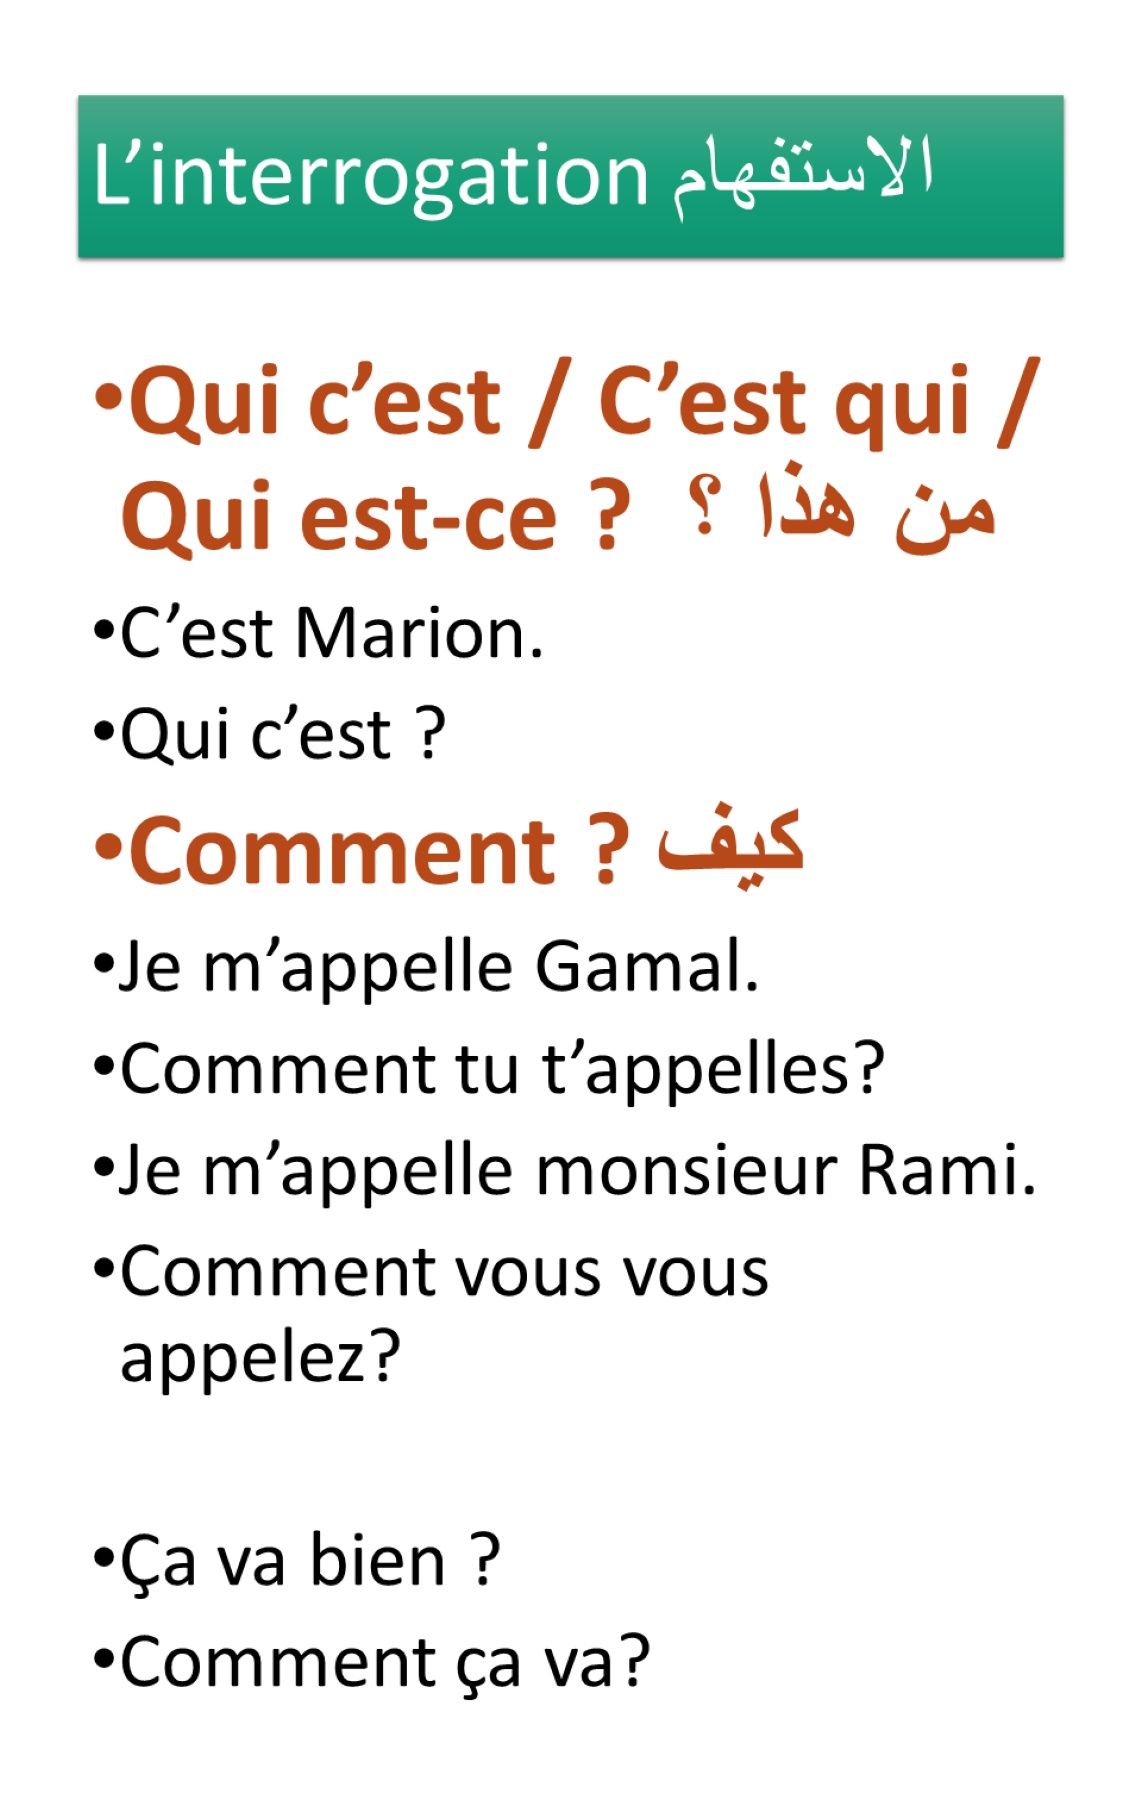 L’interrogation الاستفهام
•Qui c’est / C’est qui /
Qui est-ce ? من هذا ؟
•C’est Marion.
•Qui c’est ?
•Comment ? كيف
•Je m’appelle Gamal.
•Comment tu t’appelles?
•Je m’appelle monsieur Rami.
•Comment vous vous
appelez?
•Ça va bien ?
•Comment ça va?